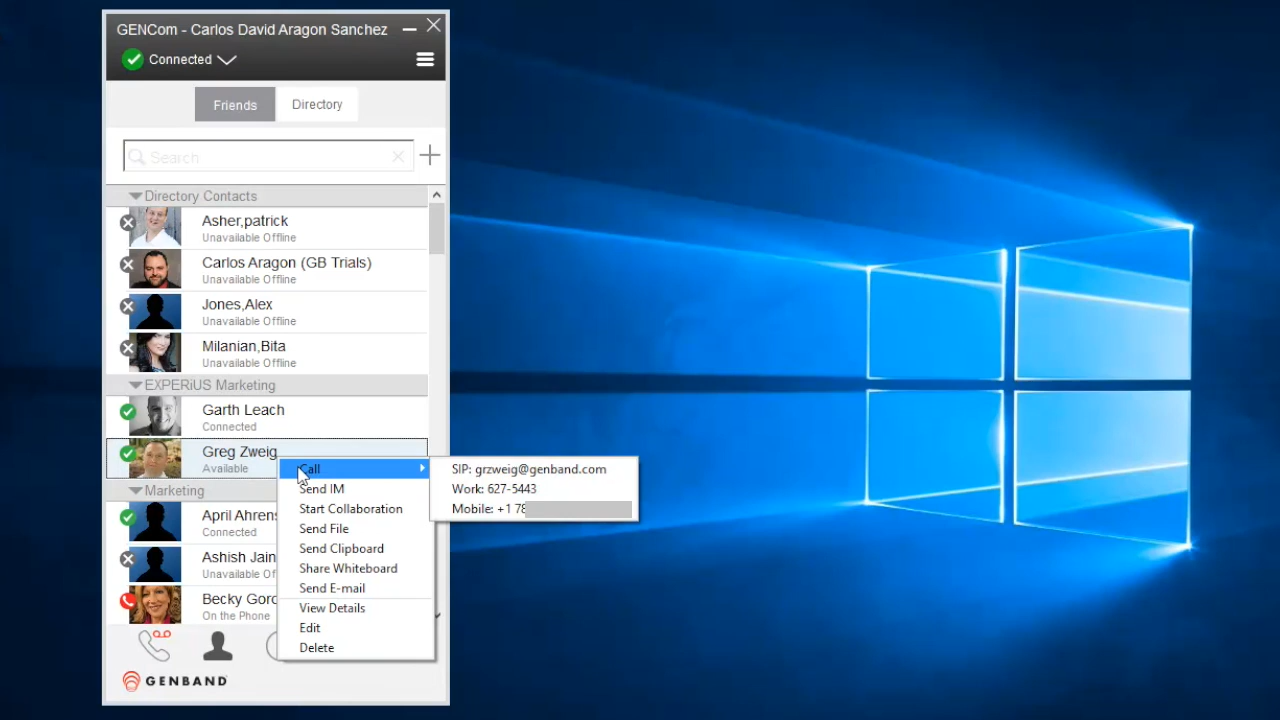 GENCom - Carlos David Aragon Sanchez
Connected
Friends
Directory
Search
Directory Contacts
Asher,patrick
Unavailable Offline
Carlos Aragon (GB Trials)
Unavailable Offline
Jones,Alex
Unavailable Offline
Milanian,Bita
Unavailable Offline
EXPERiUS Marketing
Garth Leach
Connected
Greg Zweig
Available
Call
Send IM
Start Collaboration
Send File
Send Clipboard
Share Whiteboard
Send E-mail
View Details
Edit
Delete
SIP: grzweig@genband.com
Work: 627-5443
Mobile: +1 78
Marketing
April Ahrens
Connected
Ashish Jain
Unavailable Of
Becky Gord
On the Phone
GENBAND